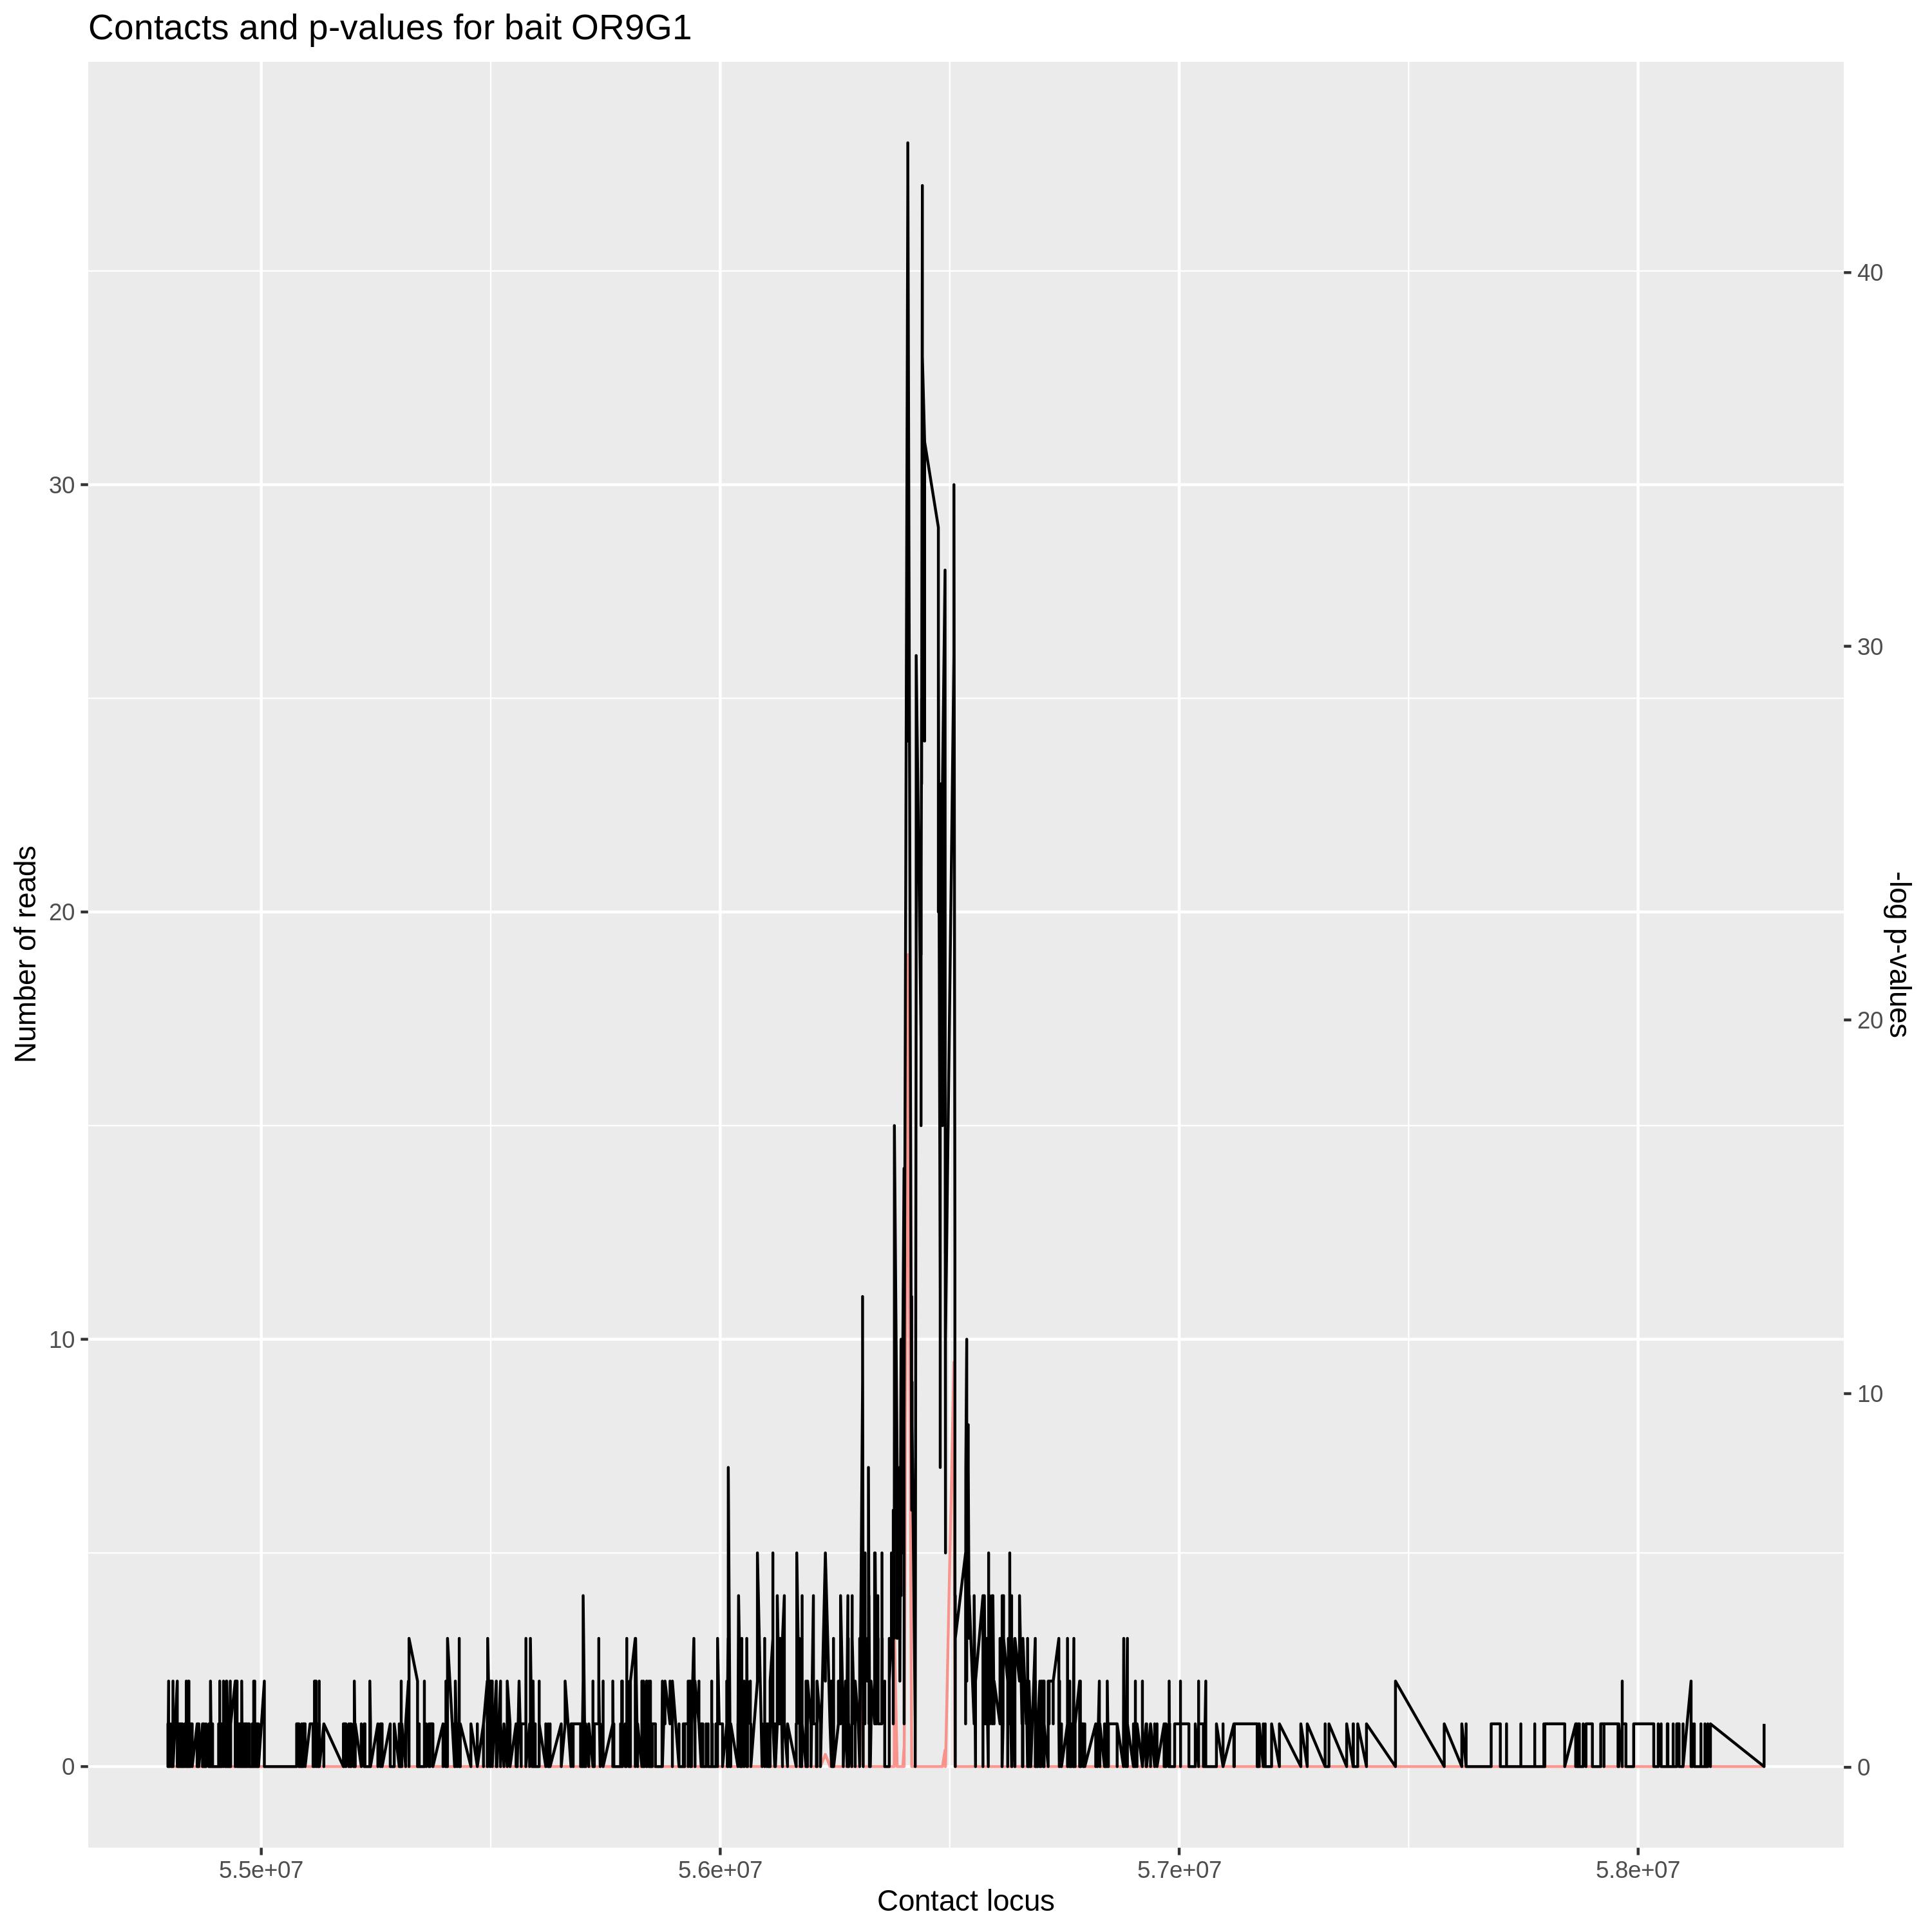 Contacts and p-values for bait OR9G1
Number of reads
30
20
10
0
40
30
20
10
0
-log p-values
5.5e+07 5.6e+07 5.7e+07 5.8e+07
Contact locus